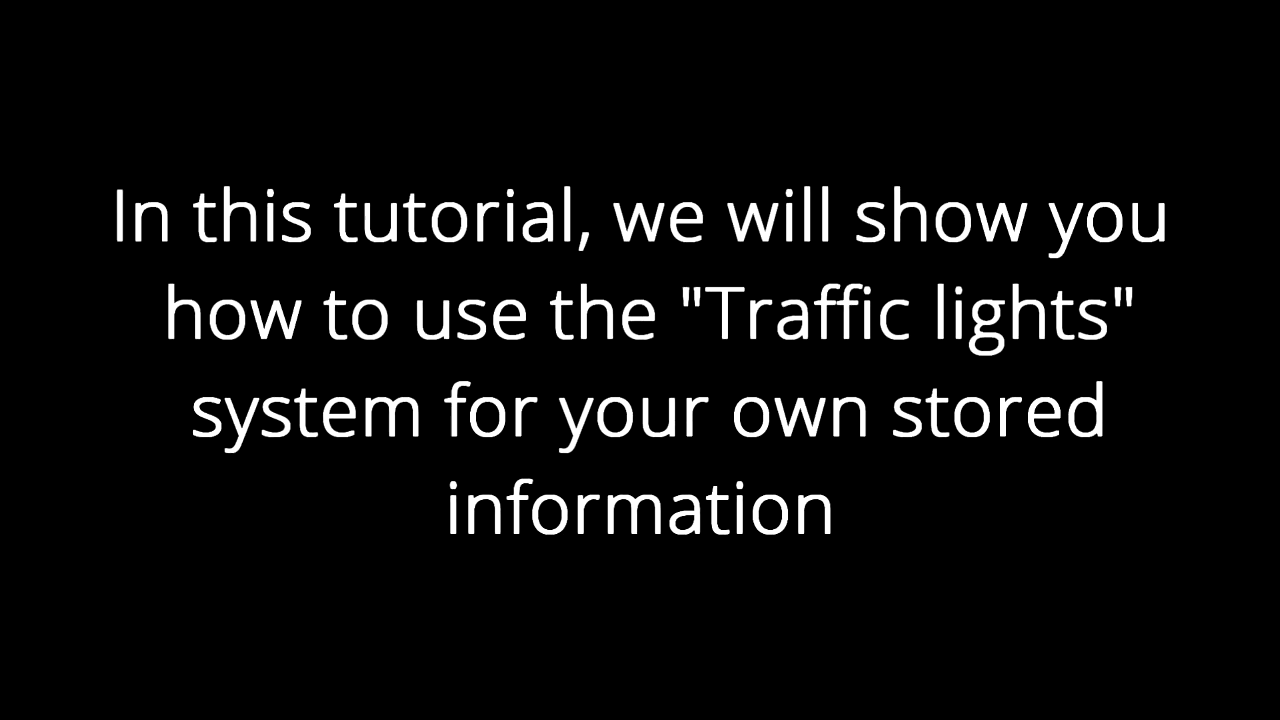 In this tutorial, we will show you
how to use the "Traffic lights"
system for your own stored
information